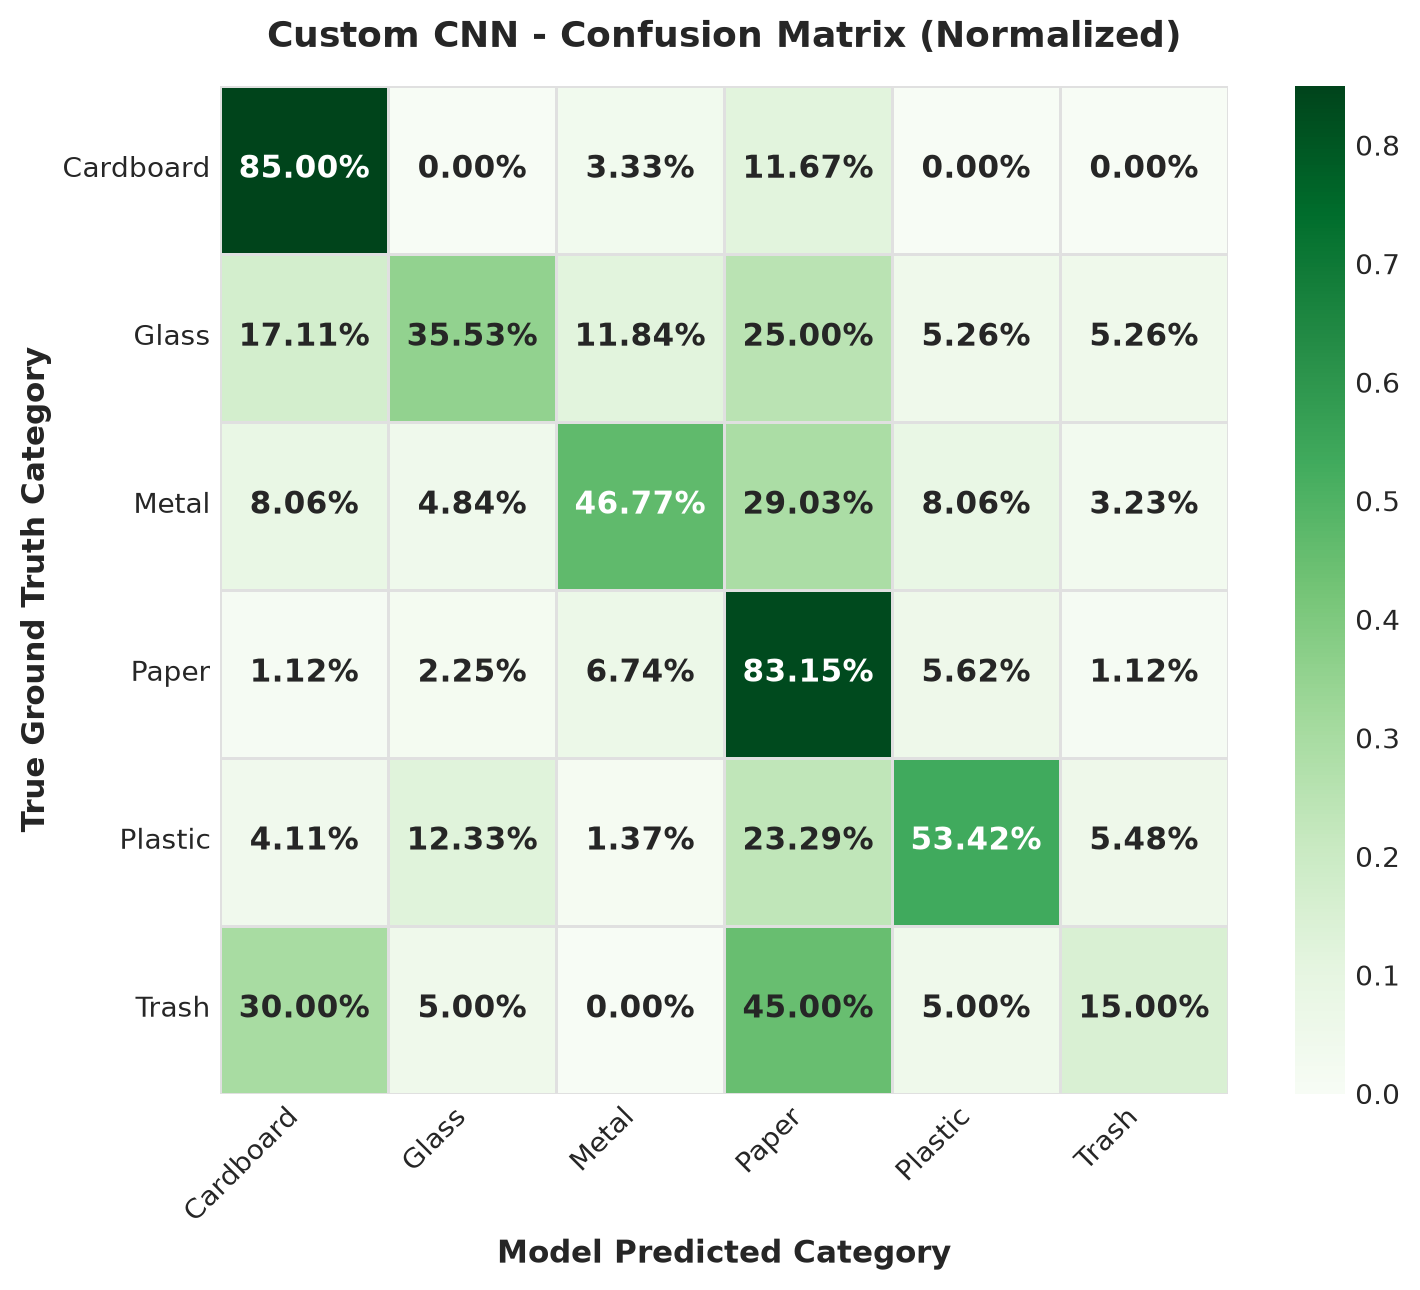 Custom CNN - Confusion Matrix (Normalized)
True Ground Truth Category
Cardboard 85.00% 0.00% 3.33% 11.67% 0.00% 0.00%
Glass 17.11% 35.53% 11.84% 25.00% 5.26% 5.26%
Metal 8.06% 4.84% 46.77% 29.03% 8.06% 3.23%
Paper 1.12% 2.25% 6.74% 83.15% 5.62% 1.12%
Plastic 4.11% 12.33% 1.37% 23.29% 53.42% 5.48%
Trash 30.00% 5.00% 0.00% 45.00% 5.00% 15.00%
Cardboard Glass Metal Paper Plastic Trash
Model Predicted Category
0.8
0.7
0.6
0.5
0.4
0.3
0.2
0.1
0.0